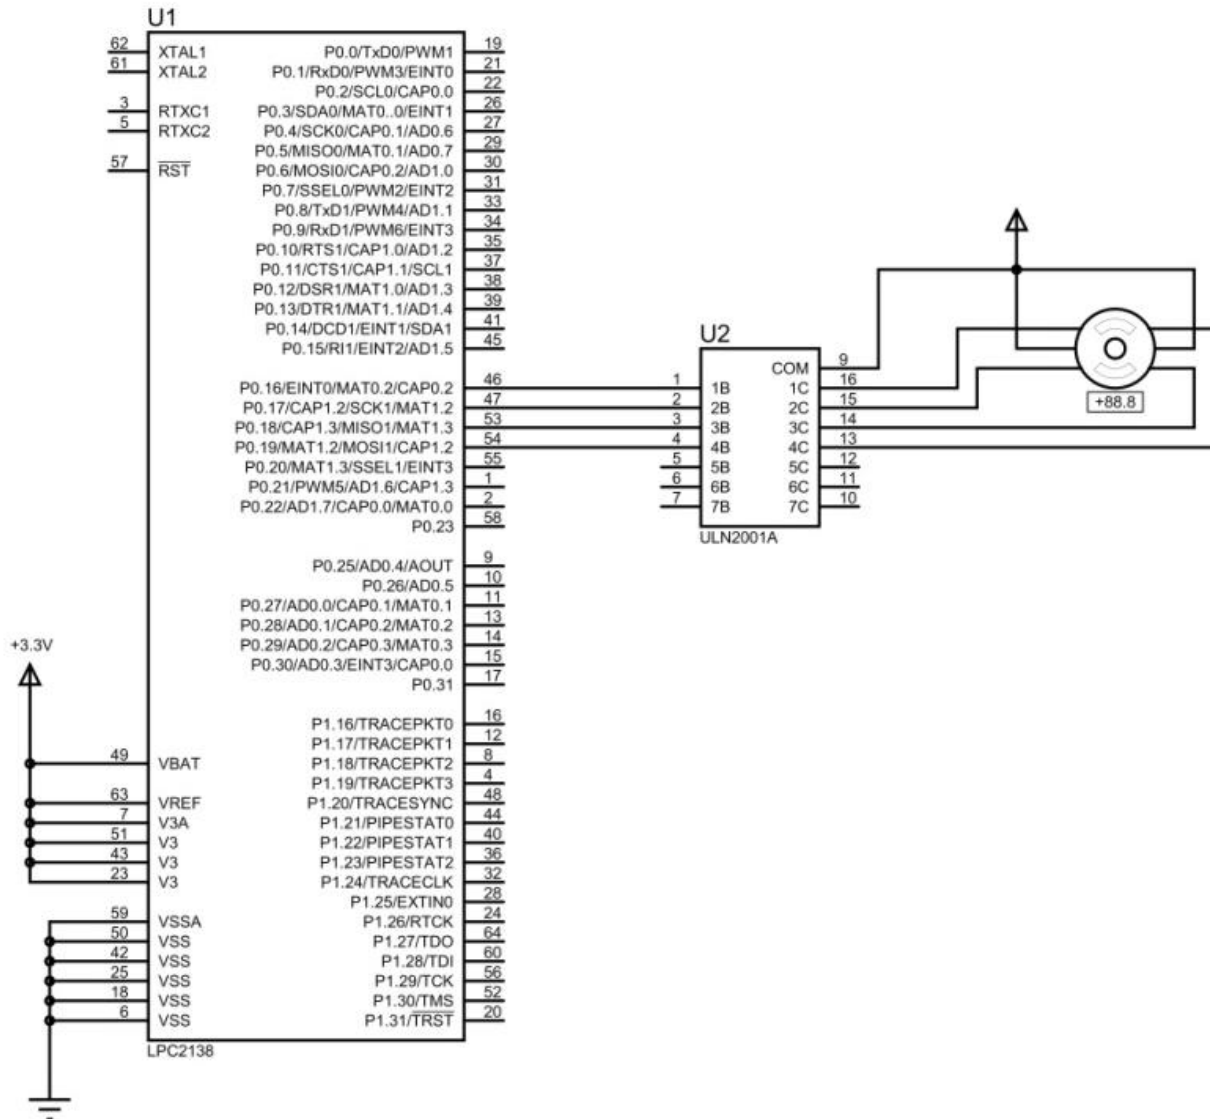 U1
62 XTAL1 P0.0/TxD0/PWM1 19
61 XTAL2 P0.1/RxD0/PWM3/EINT0 21
P0.2/SCL0/CAP0.0 22
3 RTXC1 P0.3/SDA0/MAT0..0/EINT1 26
5 RTXC2 P0.4/SCK0/CAP0.1/AD0.6 27
P0.5/MISO0/MAT0.1/AD0.7 29
57 RST P0.6/MOSI0/CAP0.2/AD1.0 30
P0.7/SSEL0/PWM2/EINT2 31
P0.8/TxD1/PWM4/AD1.1 33
P0.9/RxD1/PWM6/EINT3 34
P0.10/RTS1/CAP1.0/AD1.2 35
P0.11/CTS1/CAP1.1/SCL1 37
P0.12/DSR1/MAT1.0/AD1.3 38
P0.13/DTR1/MAT1.1/AD1.4 39
P0.14/DCD1/EINT1/SDA1 41
P0.15/RI1/EINT2/AD1.5 45
P0.16/EINT0/MAT0.2/CAP0.2 46
P0.17/CAP1.2/SCK1/MAT1.2 47
P0.18/CAP1.3/MISO1/MAT1.3 53
P0.19/MAT1.2/MOSI1/CAP1.2 54
P0.20/MAT1.3/SSEL1/EINT3 55
P0.21/PWM5/AD1.6/CAP1.3 1
P0.22/AD1.7/CAP0.0/MAT0.0 2
P0.23 58
P0.25/AD0.4/AOUT 9
P0.26/AD0.5 10
P0.27/AD0.0/CAP0.1/MAT0.1 11
P0.28/AD0.1/CAP0.2/MAT0.2 13
P0.29/AD0.2/CAP0.3/MAT0.3 14
P0.30/AD0.3/EINT3/CAP0.0 15
P0.31 17
+3.3V
P1.16/TRACEPKT0 16
P1.17/TRACEPKT1 12
49 VBAT P1.18/TRACEPKT2 8
P1.19/TRACEPKT3 4
63 VREF P1.20/TRACESYNC 48
7 V3A P1.21/PIPESTAT0 44
51 V3 P1.22/PIPESTAT1 40
43 V3 P1.23/PIPESTAT2 36
23 V3 P1.24/TRACECLK 32
P1.25/EXTIN0 28
59 VSSA P1.26/RTCK 24
50 VSS P1.27/TDO 64
42 VSS P1.28/TDI 60
25 VSS P1.29/TCK 56
18 VSS P1.30/TMS 52
6 VSS P1.31/TRST 20
LPC2138
U2
COM 9
1 1B 1C 16
2 2B 2C 15
3 3B 3C 14
4 4B 4C 13
5 5B 5C 12
6 6B 6C 11
7 7B 7C 10
ULN2001A
+88.8